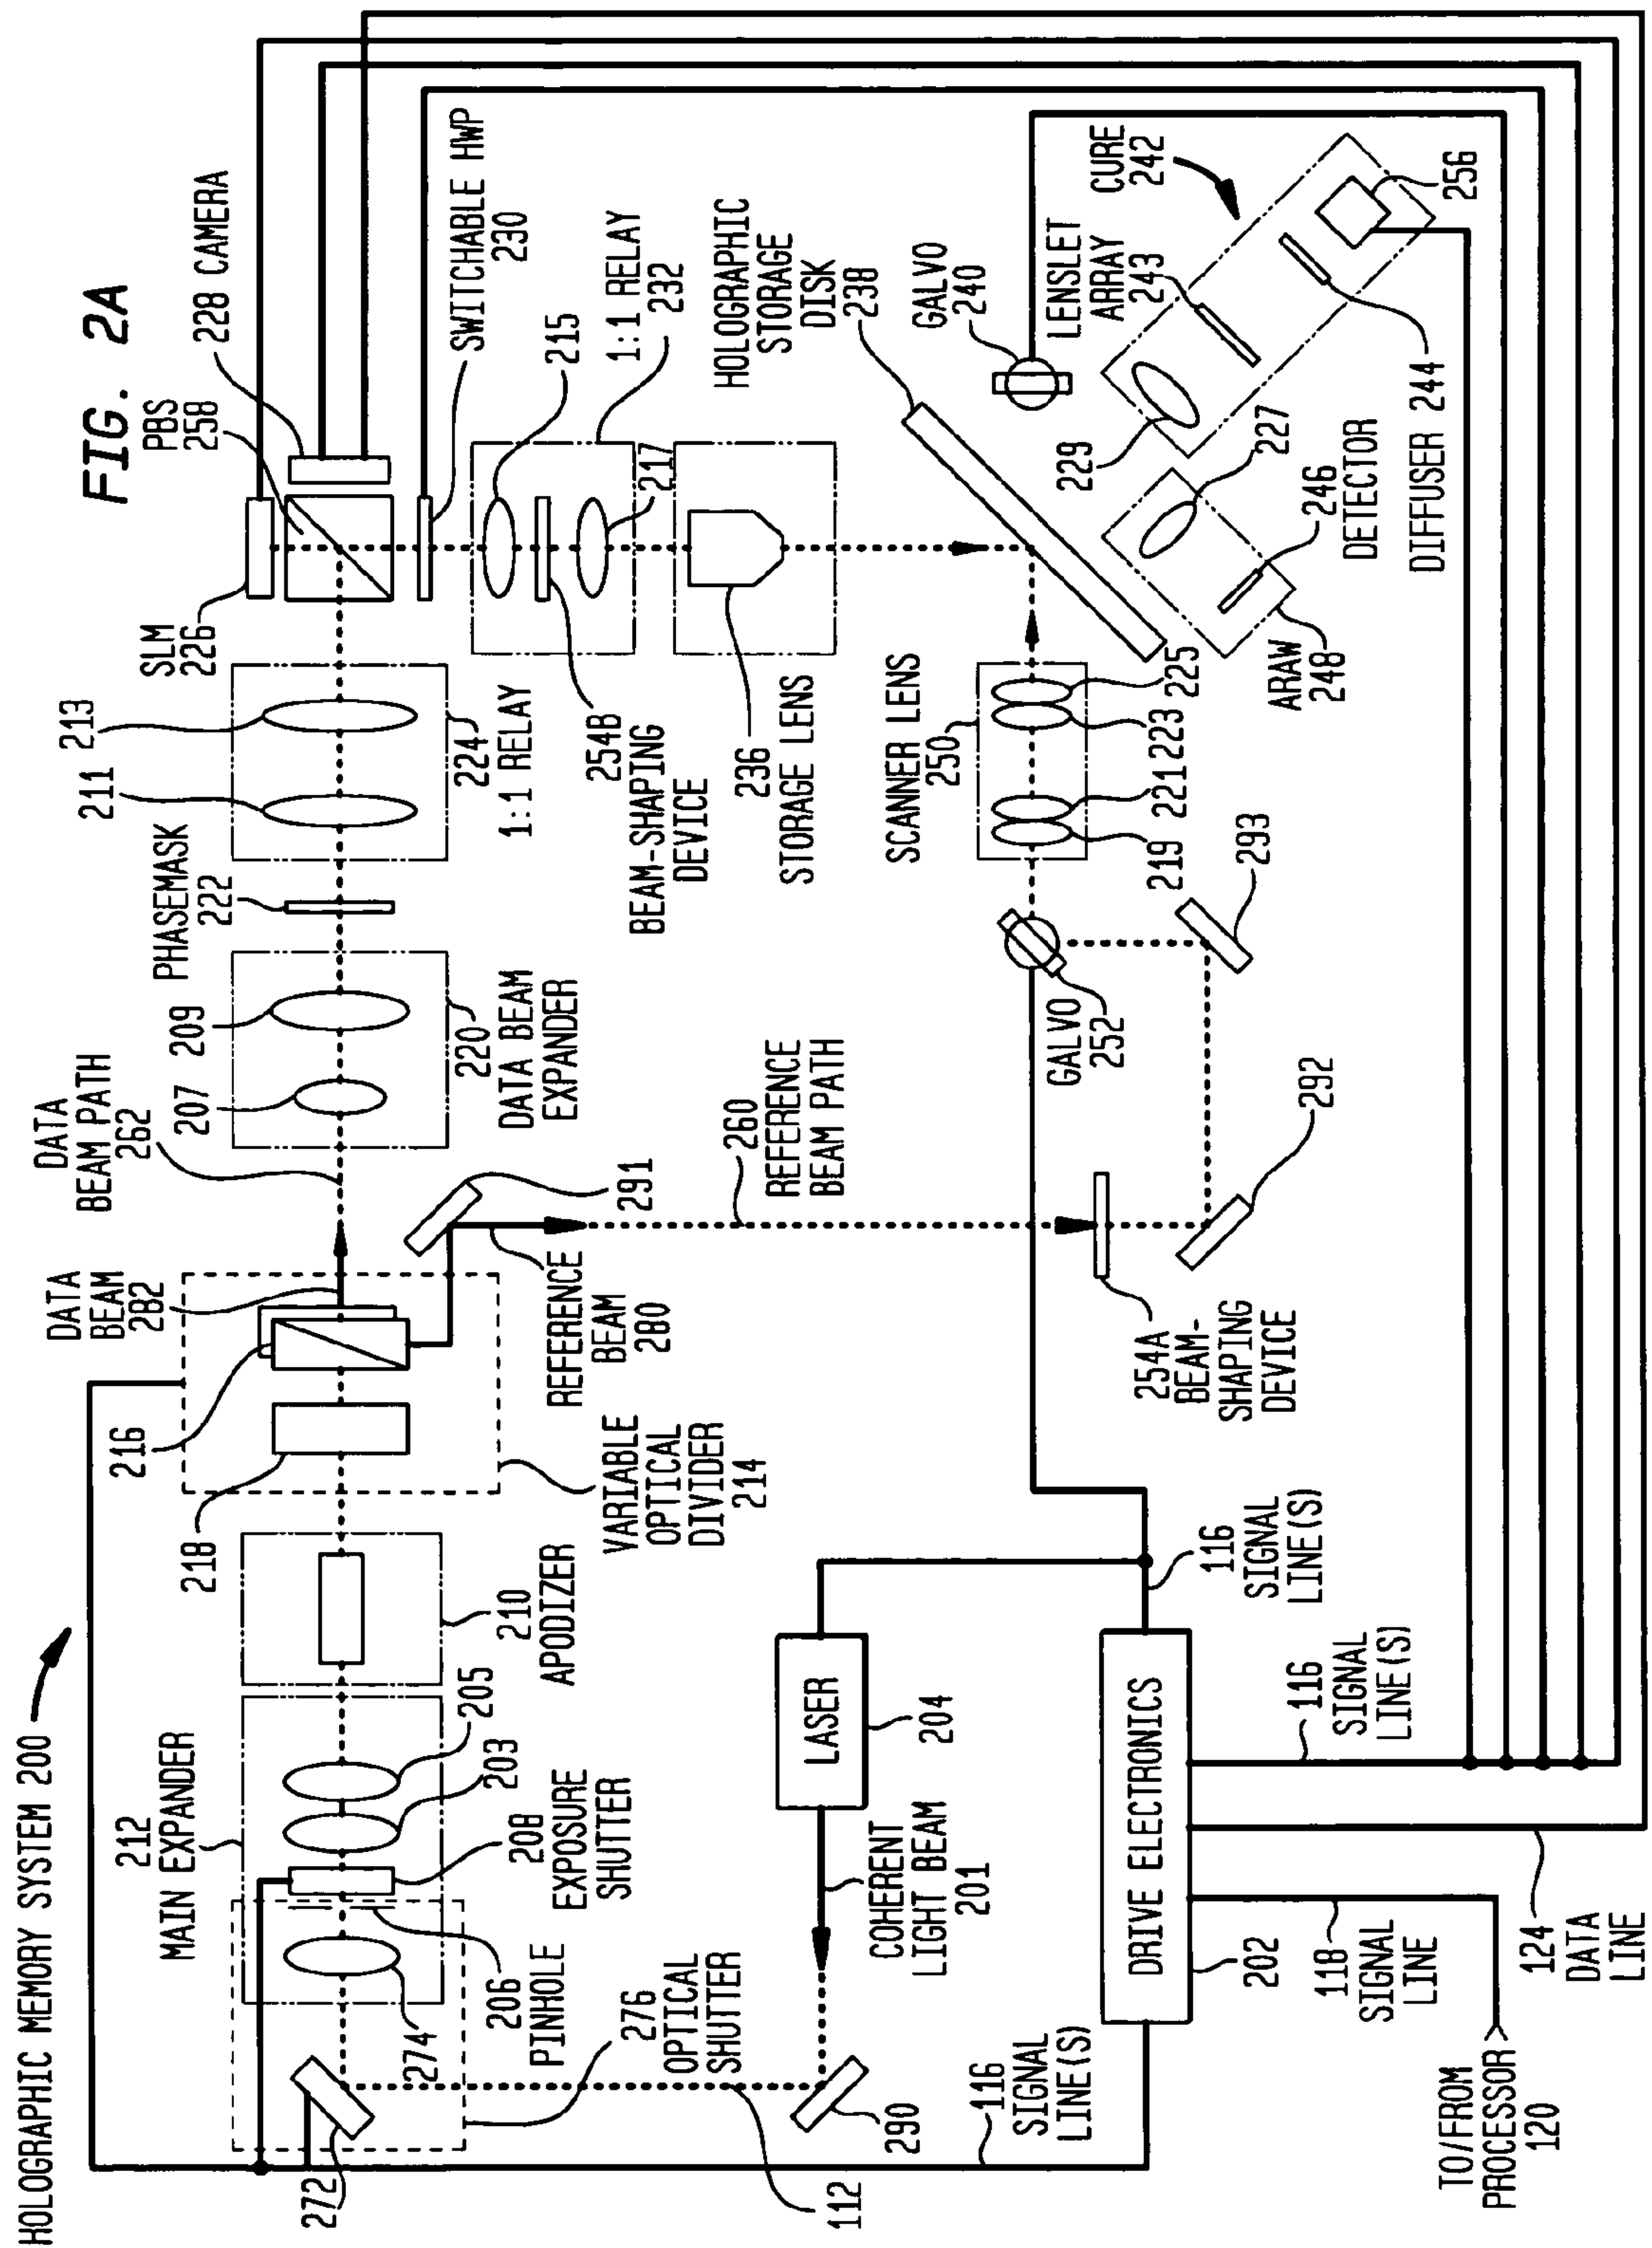 FIG. 2A
HOLOGRAPHIC MEMORY SYSTEM 200
212
MAIN EXPANDER
272
274
206
PINHOLE
208
EXPOSURE
SHUTTER
203
205
276
OPTICAL
SHUTTER
210
APODIZER
218
216
VARIABLE
OPTICAL
DIVIDER
214
DATA
BEAM
282
DATA
BEAM PATH
262
REFERENCE
BEAM
280
291
207
209
220
DATA BEAM
EXPANDER
PHASEMASK
222
211
213
224
1:1 RELAY
SLM
226
PBS
258
228 CAMERA
SWITCHABLE HWP
230
215
1:1 RELAY
232
217
254B
BEAM-SHAPING
DEVICE
236
STORAGE LENS
HOLOGRAPHIC
STORAGE
DISK
238
GALVO
240
LENSLET
ARRAY
243
CURE
242
256
229
227
246
DETECTOR
DIFFUSER 244
ARAW
248
SCANNER LENS
250
219
221
223
225
GALVO
252
293
292
260
REFERENCE
BEAM PATH
254A
BEAM-
SHAPING
DEVICE
LASER
204
COHERENT
LIGHT BEAM
201
290
112
DRIVE ELECTRONICS
202
116
SIGNAL
LINE(S)
116
SIGNAL
LINE(S)
116
SIGNAL
LINE(S)
118
SIGNAL
LINE
124
DATA
LINE
TO/FROM
PROCESSOR
120